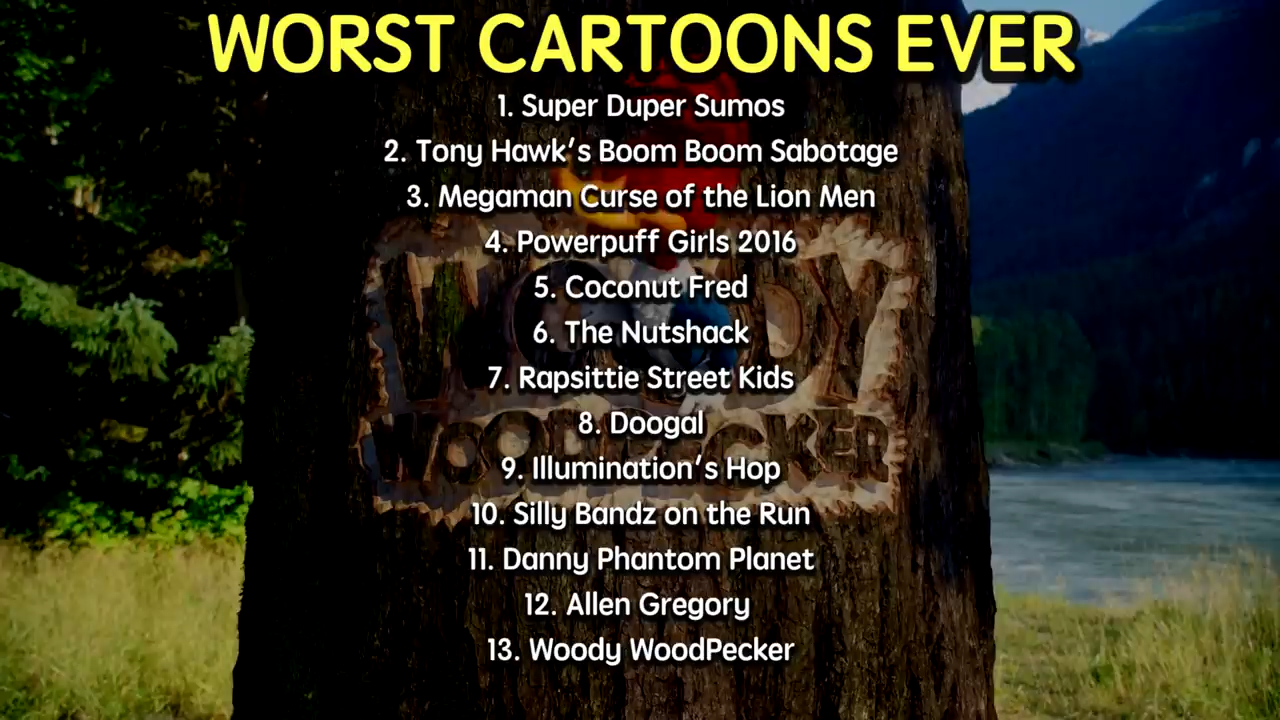 WORST CARTOONS EVER
1. Super Duper Sumos
2. Tony Hawk's Boom Boom Sabotage
3. Megaman Curse of the Lion Men
4. Powerpuff Girls 2016
5. Coconut Fred
6. The Nutshack
7. Rapsittie Street Kids
8. Doogal
9. Illumination's Hop
10. Silly Bandz on the Run
11. Danny Phantom Planet
12. Allen Gregory
13. Woody WoodPecker
WOODY
WOODPECKER